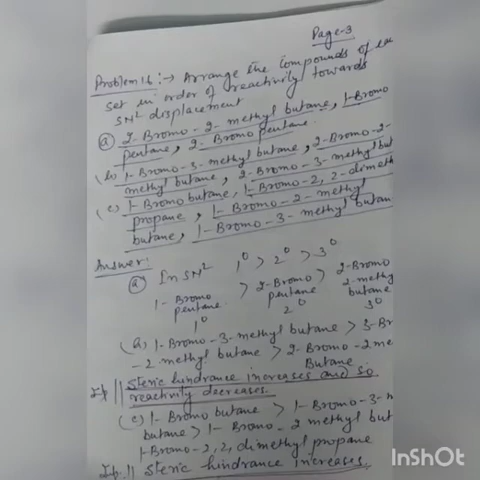 Page-3
Problem 16 :→ Arrange the compounds of
set in order of reactivity towards
SN² displacement
(a) 2-Bromo-2-methyl butane, 1-Bromo
pentane, 2-Bromo pentane.
(b) 1-Bromo-3-methyl butane, 2-Bromo-2-
methyl butane, 2-Bromo-3-methyl but
(c) 1-Bromo butane, 1-Bromo-2, 2-dimeth
propane, 1-Bromo-2-methyl
butane, 1-Bromo-3-methyl butan
Answer:
(a) In SN² 1° > 2° > 3°
1-Bromo pentane > 2-Bromo pentane > 2-Bromo 2-methy butane
1° 2° 3°
1-Bromo-3-methyl butane > 3-Br
-2 methyl butane > 2-Bromo-2 me
Butane
Steric hindrance increases and so
reactivity decreases.
(c) 1-Bromo butane > 1-Bromo-3-
butane > 1-Bromo-2 methyl but
1-Bromo-2,2, dimethyl propane
Steric hindrance increases
InShOt